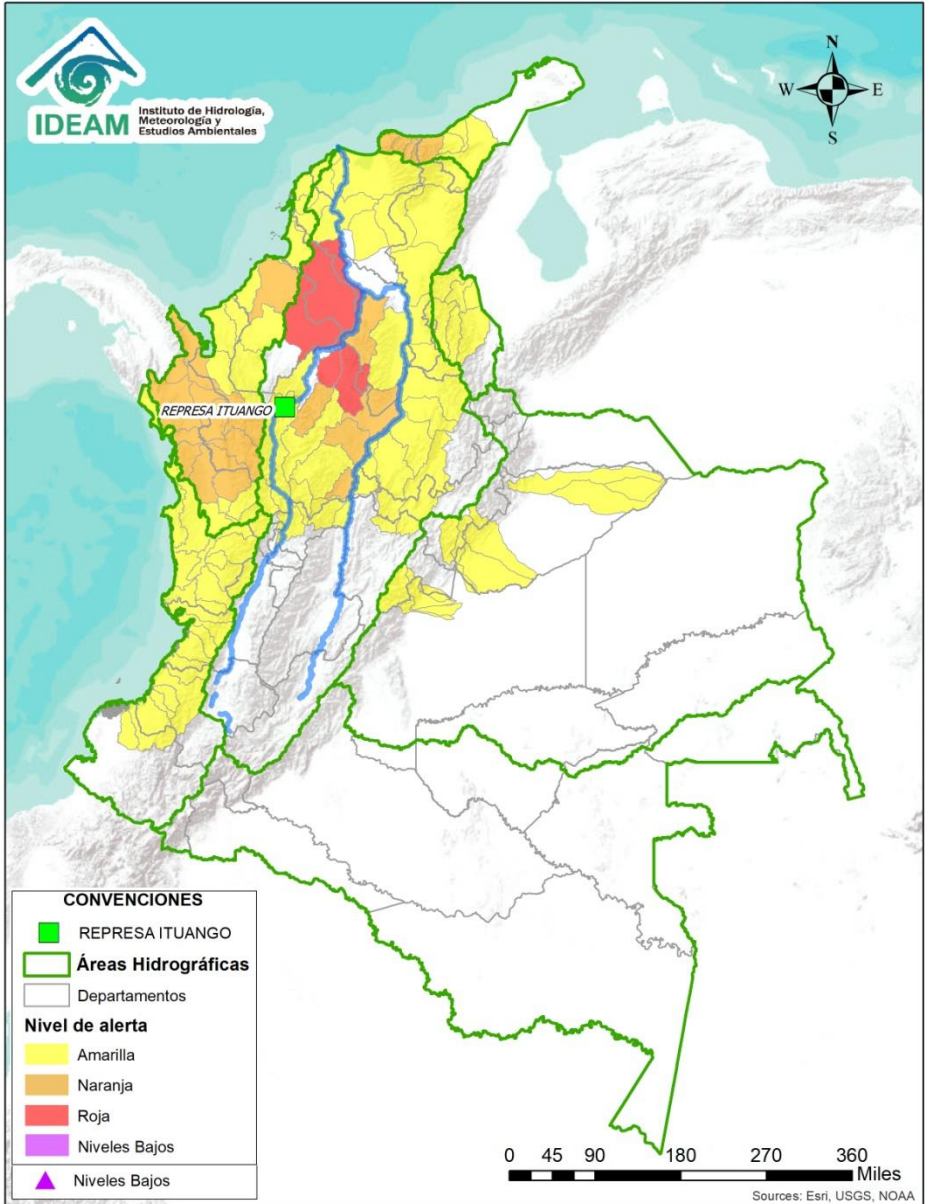 IDEAM
Instituto de Hidrología,
Meteorología y
Estudios Ambientales
N
W
E
S
REPRESA ITUANGO
CONVENCIONES
REPRESA ITUANGO
Áreas Hidrográficas
Departamentos
Nivel de alerta
Amarilla
Naranja
Roja
Niveles Bajos
Niveles Bajos
0 45 90 180 270 360
Miles
Sources: Esri, USGS, NOAA